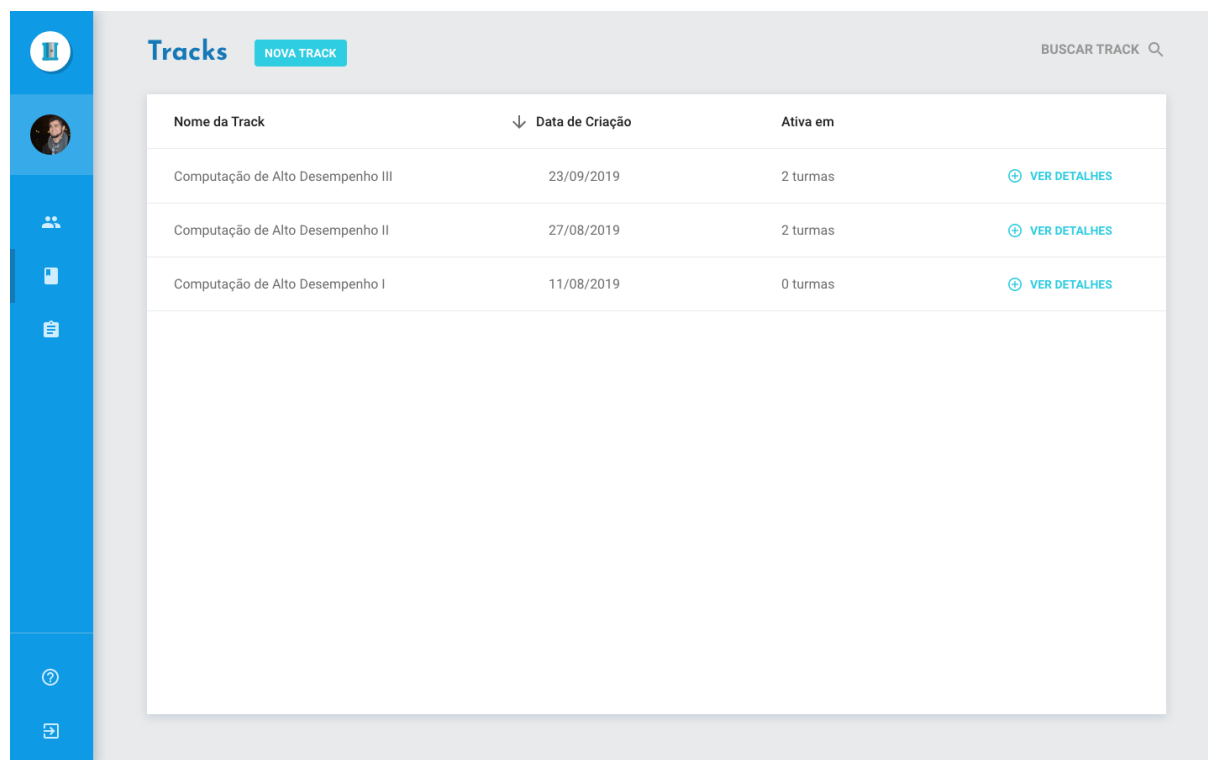 Tracks NOVA TRACK BUSCAR TRACK
Nome da Track Data de Criação Ativa em
Computação de Alto Desempenho III 23/09/2019 2 turmas VER DETALHES
Computação de Alto Desempenho II 27/08/2019 2 turmas VER DETALHES
Computação de Alto Desempenho I 11/08/2019 0 turmas VER DETALHES